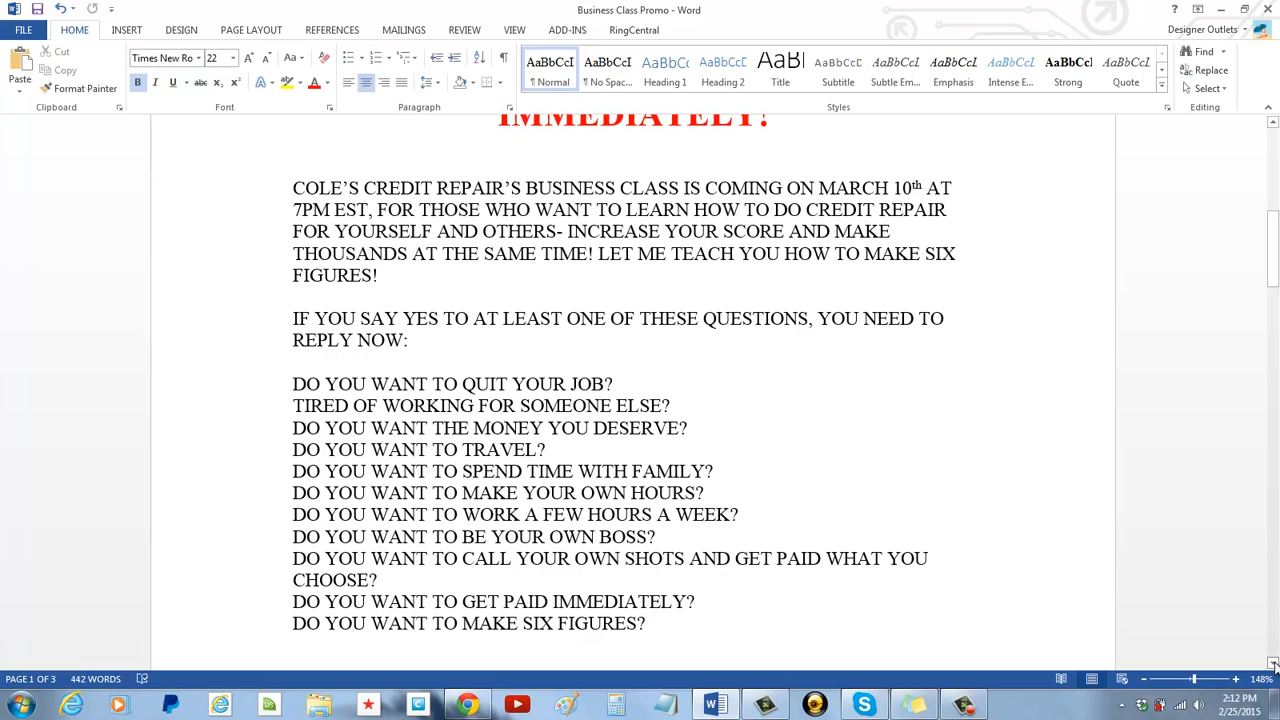 Business Class Promo - Word
FILE HOME INSERT DESIGN PAGE LAYOUT REFERENCES MAILINGS REVIEW VIEW ADD-INS RingCentral Designer Outlets
Paste
Cut
Copy
Format Painter
Clipboard
Times New Ro 22
Font
Paragraph
AaBbCcI AaBbCcI AaBbC AaBbCc AaB AaBbCcD AaBbCcI AaBbCcI AaBbCcI AaBbCcI AaBbCcI
¶ Normal ¶ No Spac... Heading 1 Heading 2 Title Subtitle Subtle Em... Emphasis Intense E... Strong Quote
Styles
Find
Replace
Select
Editing
IMMEDIATELY!
COLE’S CREDIT REPAIR’S BUSINESS CLASS IS COMING ON MARCH 10th AT
7PM EST, FOR THOSE WHO WANT TO LEARN HOW TO DO CREDIT REPAIR
FOR YOURSELF AND OTHERS- INCREASE YOUR SCORE AND MAKE
THOUSANDS AT THE SAME TIME! LET ME TEACH YOU HOW TO MAKE SIX
FIGURES!
IF YOU SAY YES TO AT LEAST ONE OF THESE QUESTIONS, YOU NEED TO
REPLY NOW:
DO YOU WANT TO QUIT YOUR JOB?
TIRED OF WORKING FOR SOMEONE ELSE?
DO YOU WANT THE MONEY YOU DESERVE?
DO YOU WANT TO TRAVEL?
DO YOU WANT TO SPEND TIME WITH FAMILY?
DO YOU WANT TO MAKE YOUR OWN HOURS?
DO YOU WANT TO WORK A FEW HOURS A WEEK?
DO YOU WANT TO BE YOUR OWN BOSS?
DO YOU WANT TO CALL YOUR OWN SHOTS AND GET PAID WHAT YOU
CHOOSE?
DO YOU WANT TO GET PAID IMMEDIATELY?
DO YOU WANT TO MAKE SIX FIGURES?
PAGE 1 OF 3 442 WORDS 148%
2:12 PM
2/25/2015